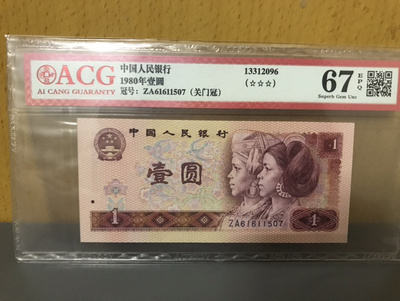 ACG
AI CANG GUARANTY
中国人民银行
1980年壹圆
冠号：ZA61611507（关门冠）
13312096
(☆☆☆)
67 EPQ
Superb Gem Unc
中国人民银行
1
壹圆
1
ZA61611507
1